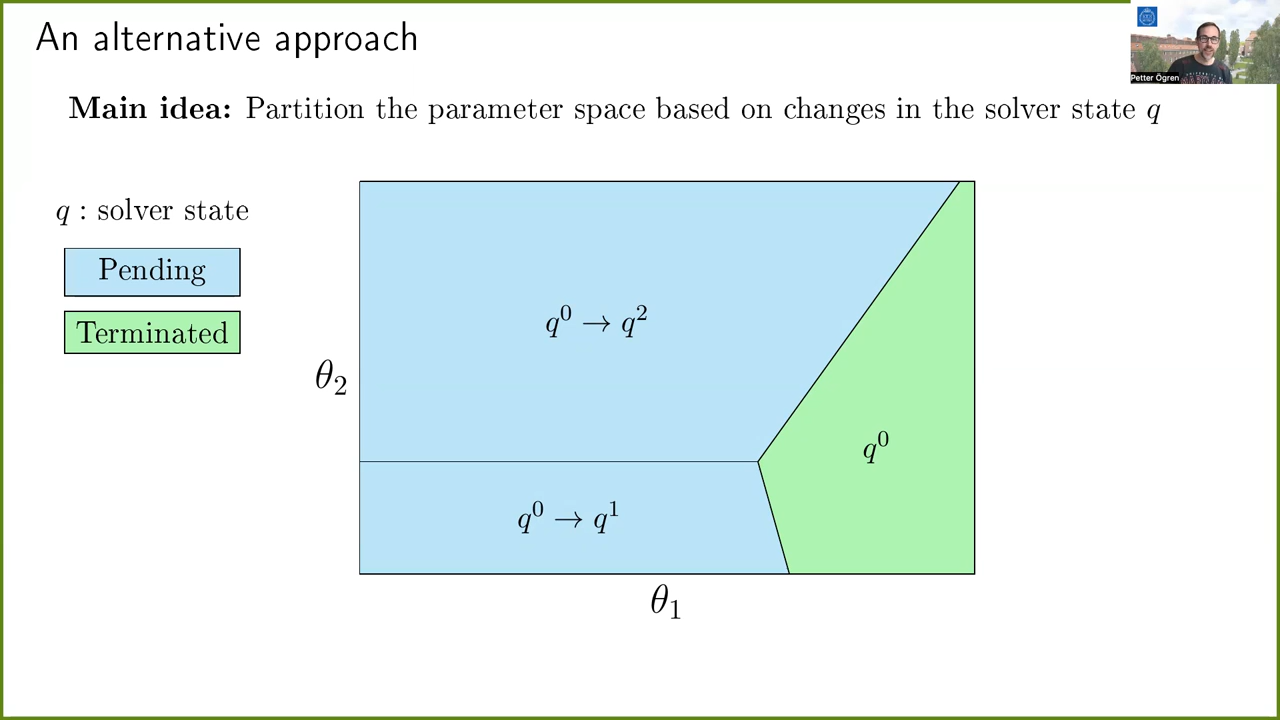 An alternative approach
Petter Ögren
Main idea: Partition the parameter space based on changes in the solver state q
q : solver state
Pending
Terminated
θ₂
q⁰ → q²
q⁰
q⁰ → q¹
θ₁